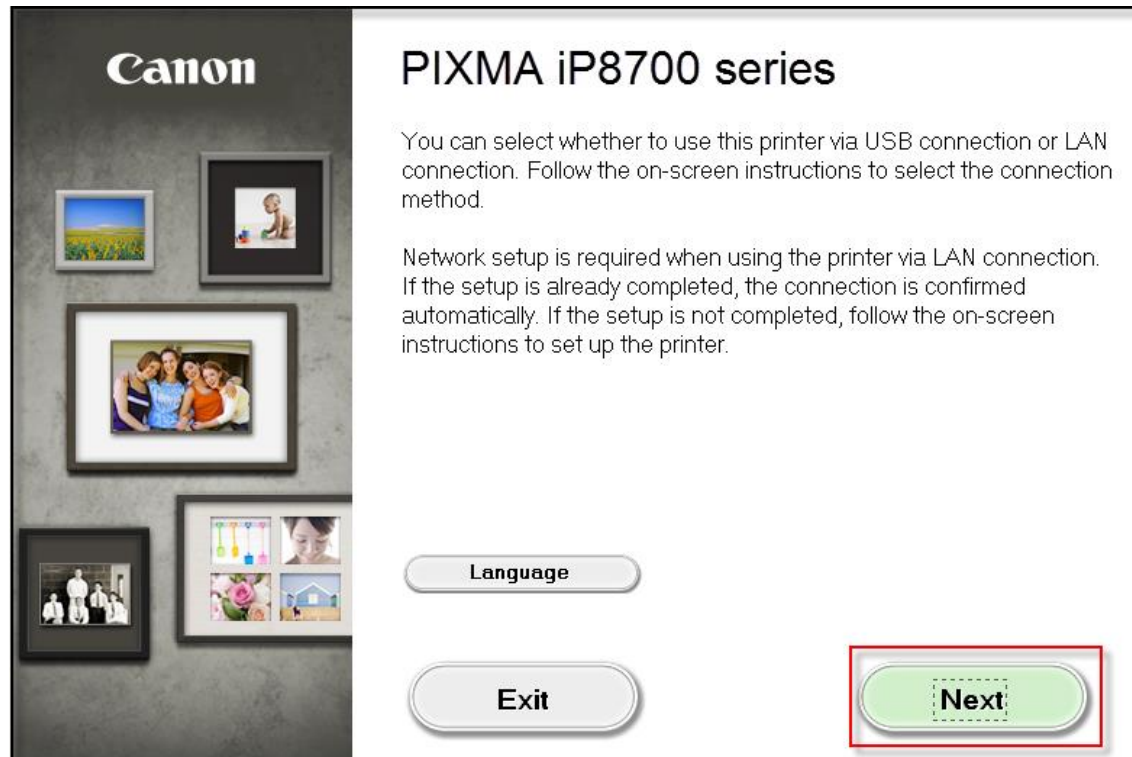 Canon
PIXMA iP8700 series
You can select whether to use this printer via USB connection or LAN
connection. Follow the on-screen instructions to select the connection
method.
Network setup is required when using the printer via LAN connection.
If the setup is already completed, the connection is confirmed
automatically. If the setup is not completed, follow the on-screen
instructions to set up the printer.
Language
Exit
Next